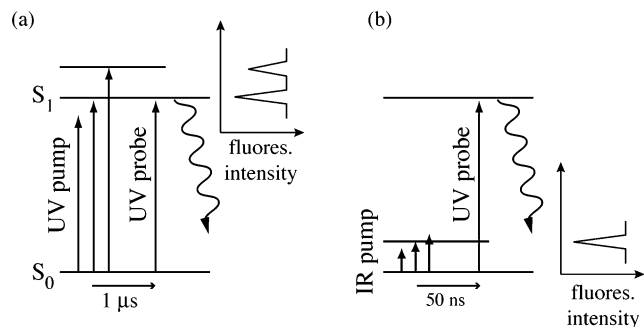 (a)
S1
UV pump
UV probe
S0
1 μs
fluores.
intensity
(b)
IR pump
UV probe
50 ns
fluores.
intensity